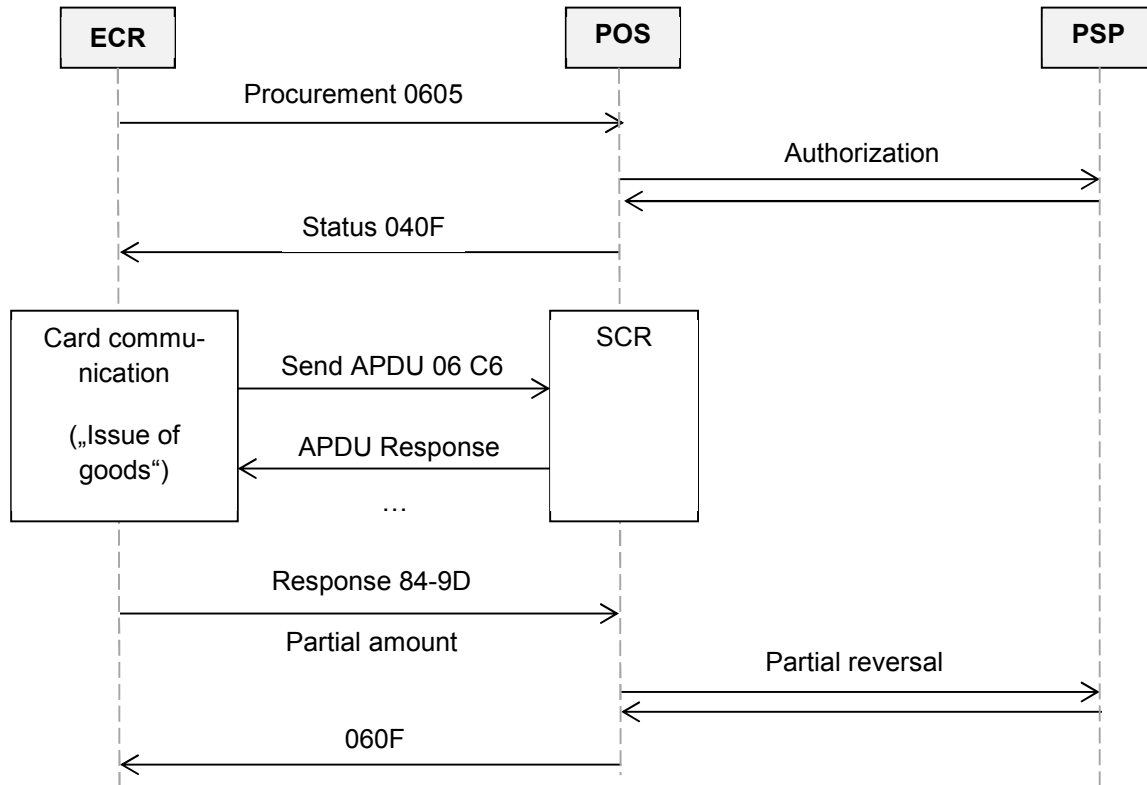 ECR
POS
PSP
Procurement 0605
Authorization
Status 040F
Card commu-
nication
(„Issue of
goods“)
SCR
Send APDU 06 C6
APDU Response
…
Response 84-9D
Partial amount
Partial reversal
060F